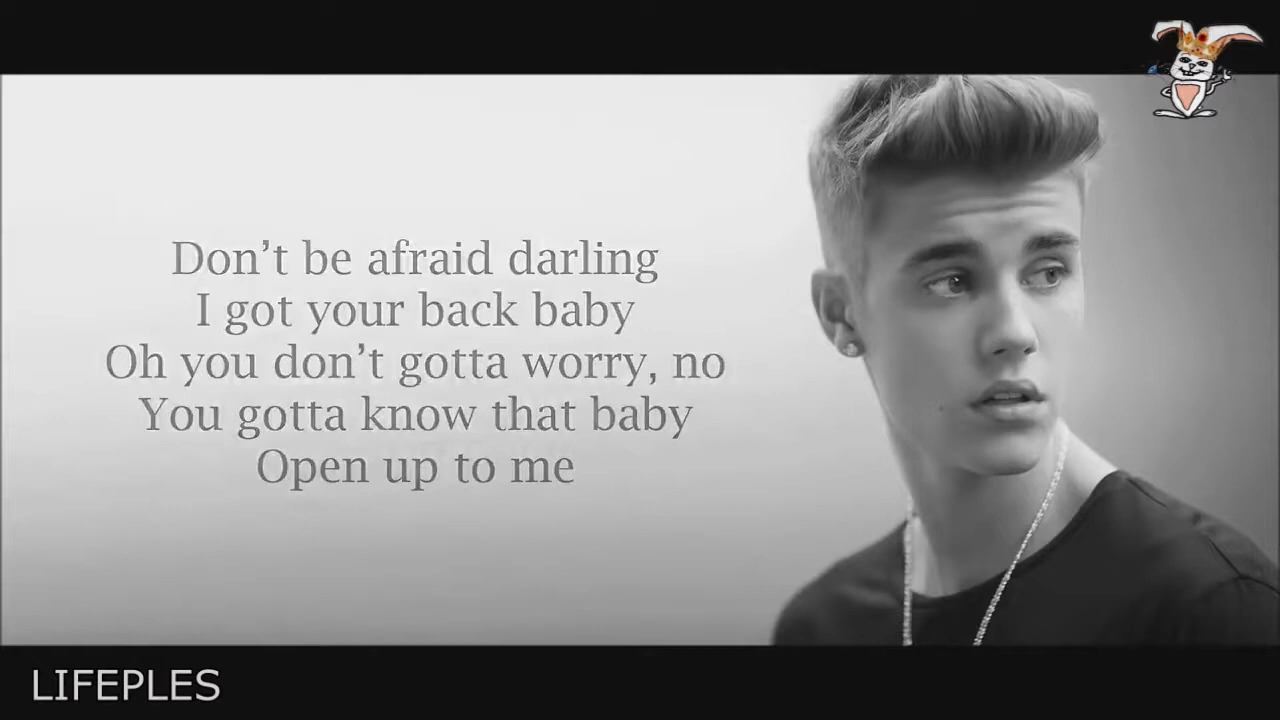 Don't be afraid darling
I got your back baby
Oh you don't gotta worry, no
You gotta know that baby
Open up to me
LIFEPLES